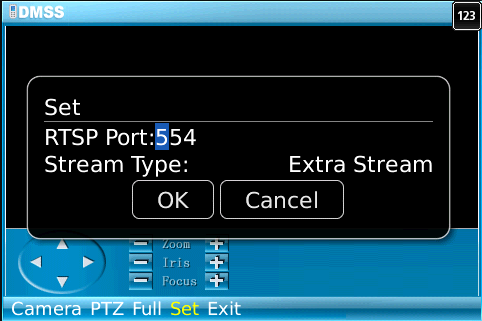 DMSS
123
Set
RTSP Port:554
Stream Type: Extra Stream
OK Cancel
Zoom
Iris
Focus
Camera PTZ Full Set Exit